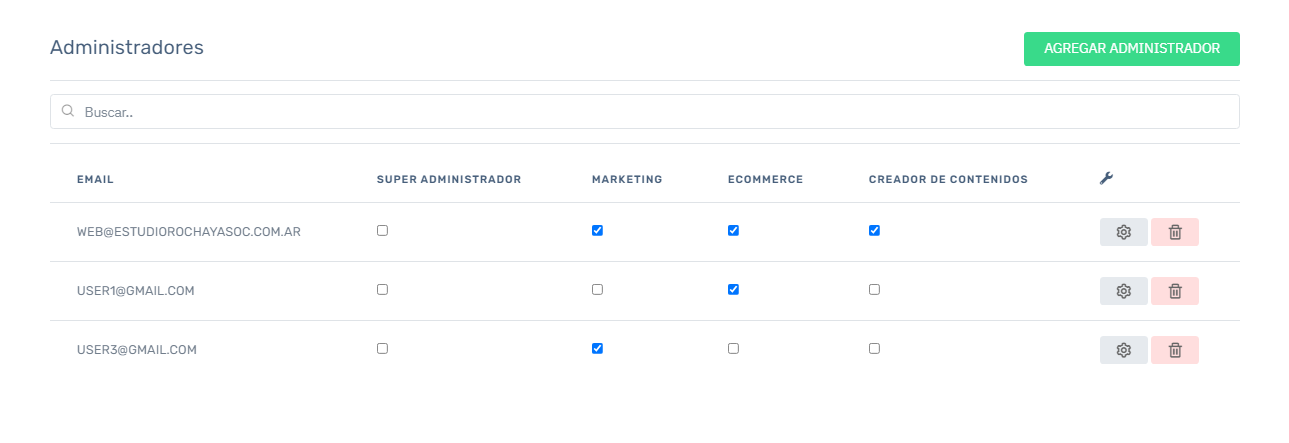 Administradores
AGREGAR ADMINISTRADOR
Buscar..
EMAIL SUPER ADMINISTRADOR MARKETING ECOMMERCE CREADOR DE CONTENIDOS
WEB@ESTUDIOROCHAYASOC.COM.AR
USER1@GMAIL.COM
USER3@GMAIL.COM